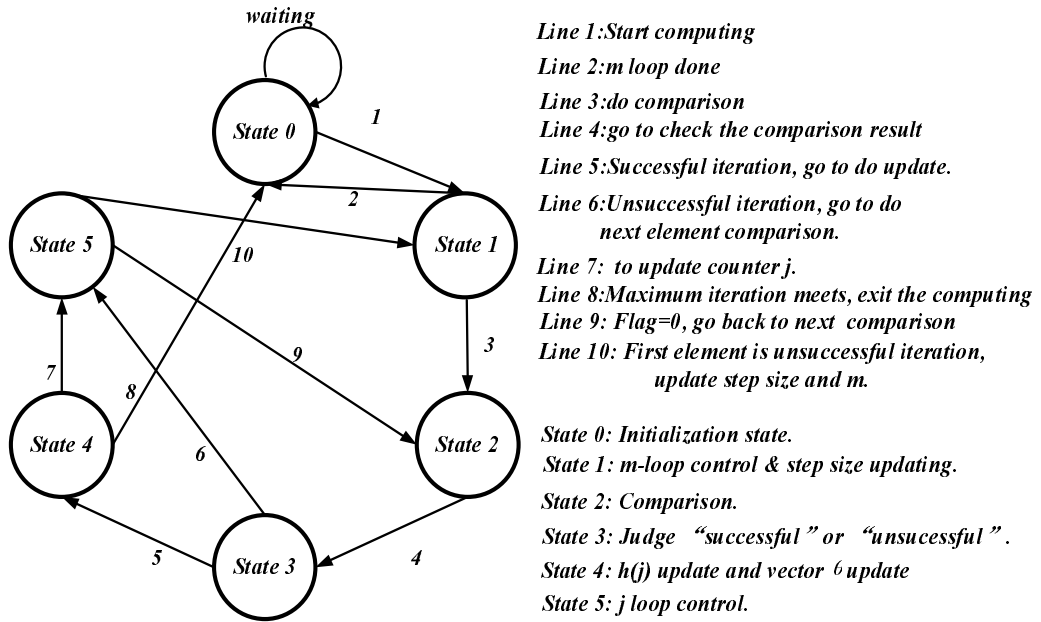 waiting
State 0
1
2
State 5
State 1
10
3
9
7
8
State 4
State 2
6
5
State 3
4
Line 1:Start computing
Line 2:m loop done
Line 3:do comparison
Line 4:go to check the comparison result
Line 5:Successful iteration, go to do update.
Line 6:Unsuccessful iteration, go to do
next element comparison.
Line 7: to update counter j.
Line 8:Maximum iteration meets, exit the computing
Line 9: Flag=0, go back to next comparison
Line 10: First element is unsuccessful iteration,
update step size and m.
State 0: Initialization state.
State 1: m-loop control & step size updating.
State 2: Comparison.
State 3: Judge “successful” or “unsucessful”.
State 4: h(j) update and vector 6 update
State 5: j loop control.